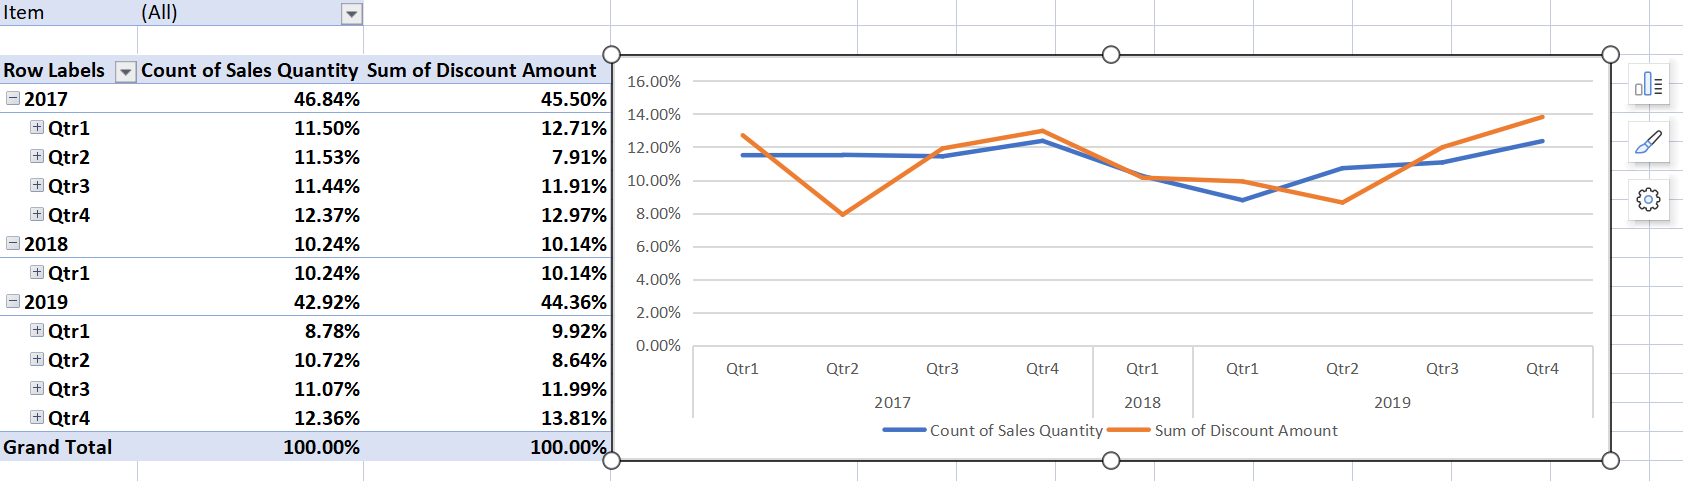 Item (All)
Row Labels Count of Sales Quantity Sum of Discount Amount
2017 46.84% 45.50%
Qtr1 11.50% 12.71%
Qtr2 11.53% 7.91%
Qtr3 11.44% 11.91%
Qtr4 12.37% 12.97%
2018 10.24% 10.14%
Qtr1 10.24% 10.14%
2019 42.92% 44.36%
Qtr1 8.78% 9.92%
Qtr2 10.72% 8.64%
Qtr3 11.07% 11.99%
Qtr4 12.36% 13.81%
Grand Total 100.00% 100.00%
16.00%
14.00%
12.00%
10.00%
8.00%
6.00%
4.00%
2.00%
0.00%
Qtr1 Qtr2 Qtr3 Qtr4 Qtr1 Qtr1 Qtr2 Qtr3 Qtr4
2017 2018 2019
Count of Sales Quantity Sum of Discount Amount